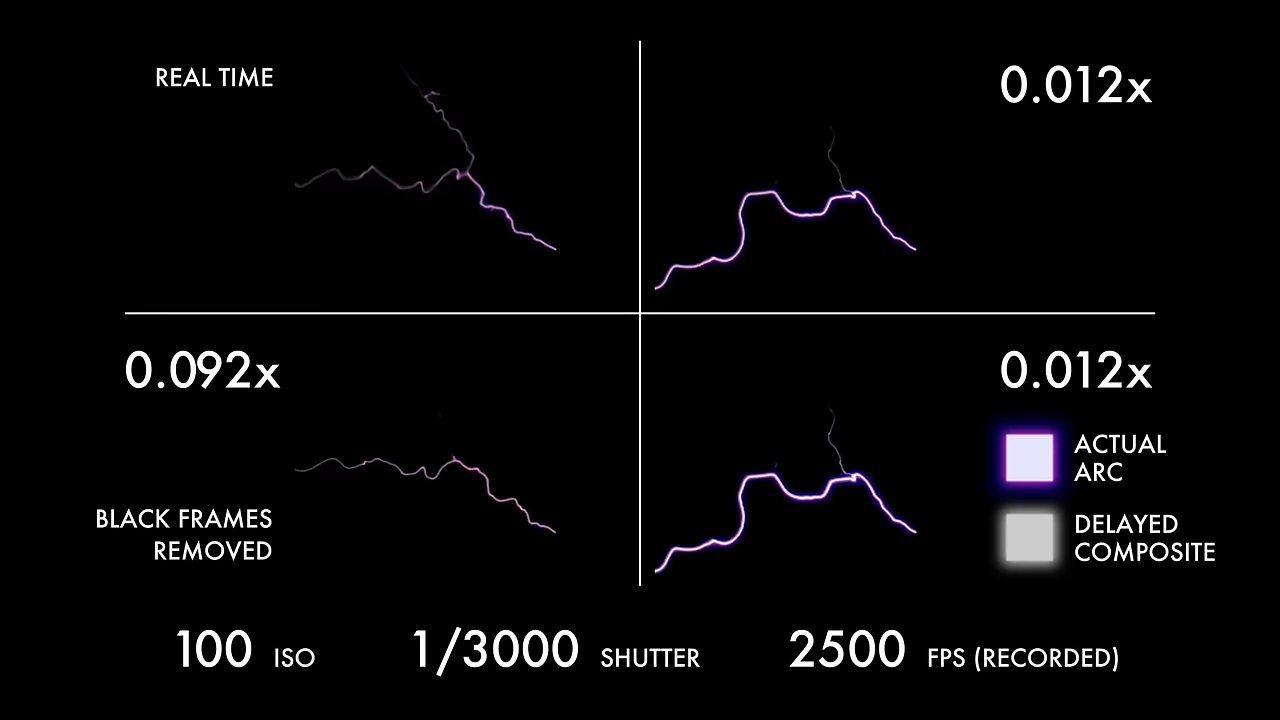 REAL TIME
0.012x
0.092x
BLACK FRAMES
REMOVED
0.012x
ACTUAL
ARC
DELAYED
COMPOSITE
100 ISO
1/3000 SHUTTER
2500 FPS (RECORDED)